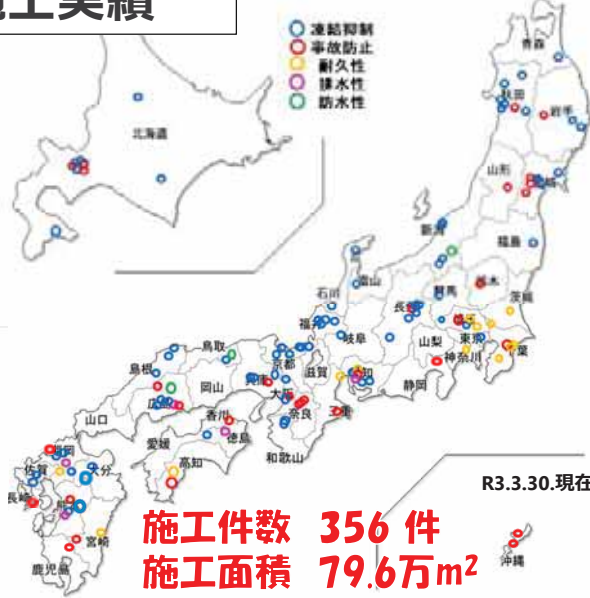 施工実績
凍結抑制
事故防止
耐久性
排水性
防水性
青森
秋田
岩手
北海道
山形
宮城
新潟
福島
富山
石川
群馬
栃木
茨城
長野
福井
岐阜
埼玉
東京
山梨
千葉
神奈川
静岡
鳥取
京都
滋賀
愛知
島根
岡山
兵庫
大阪
奈良
三重
広島
山口
香川
徳島
愛媛
高知
和歌山
福岡
佐賀
大分
長崎
熊本
宮崎
鹿児島
沖縄
R3.3.30.現在
施工件数 356 件
施工面積 79.6万m²